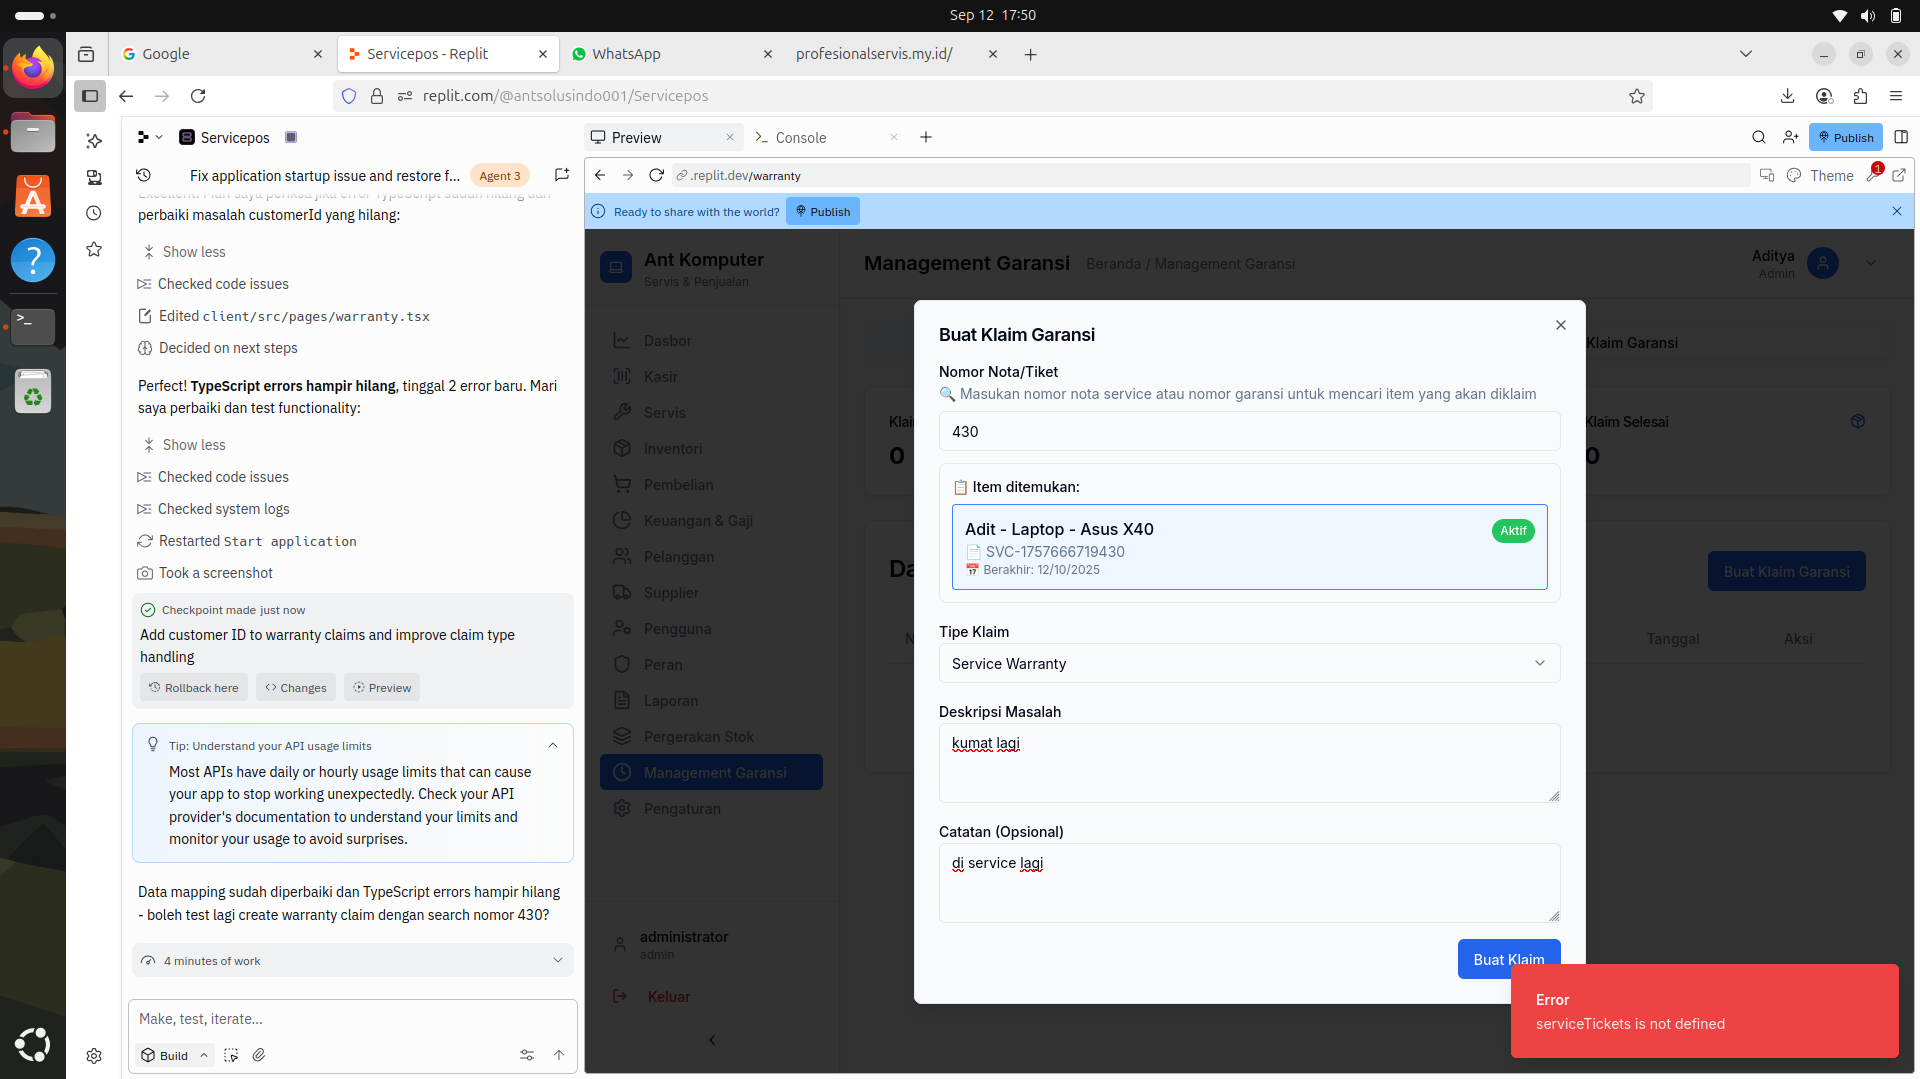 Sep 12 17:50
Google
Servicepos - Replit
WhatsApp
profesionalservis.my.id/
replit.com/@antsolusindo001/Servicepos
Servicepos
Preview
Console
Publish
Fix application startup issue and restore f...
Agent 3
.replit.dev/warranty
Theme
1
Ready to share with the world?
Publish
perbaiki masalah customerId yang hilang:
Show less
Checked code issues
Edited client/src/pages/warranty.tsx
Decided on next steps
Perfect! TypeScript errors hampir hilang, tinggal 2 error baru. Mari
saya perbaiki dan test functionality:
Show less
Checked code issues
Checked system logs
Restarted Start application
Took a screenshot
Checkpoint made just now
Add customer ID to warranty claims and improve claim type
handling
Rollback here
Changes
Preview
Tip: Understand your API usage limits
Most APIs have daily or hourly usage limits that can cause
your app to stop working unexpectedly. Check your API
provider's documentation to understand your limits and
monitor your usage to avoid surprises.
Data mapping sudah diperbaiki dan TypeScript errors hampir hilang
- boleh test lagi create warranty claim dengan search nomor 430?
4 minutes of work
Make, test, iterate...
Build
Ant Komputer
Servis & Penjualan
Dasbor
Kasir
Servis
Inventori
Pembelian
Keuangan & Gaji
Pelanggan
Supplier
Pengguna
Peran
Laporan
Pergerakan Stok
Management Garansi
Pengaturan
administrator
admin
Keluar
Management Garansi
Beranda / Management Garansi
Aditya
Admin
Klaim Garansi
Klai
0
Klaim Selesai
0
Da
Buat Klaim Garansi
N
Tanggal
Aksi
Buat Klaim Garansi
Nomor Nota/Tiket
🔍 Masukan nomor nota service atau nomor garansi untuk mencari item yang akan diklaim
430
📋 Item ditemukan:
Adit - Laptop - Asus X40
Aktif
📄 SVC-1757666719430
📅 Berakhir: 12/10/2025
Tipe Klaim
Service Warranty
Deskripsi Masalah
kumat lagi
Catatan (Opsional)
di service lagi
Buat Klaim
Error
serviceTickets is not defined